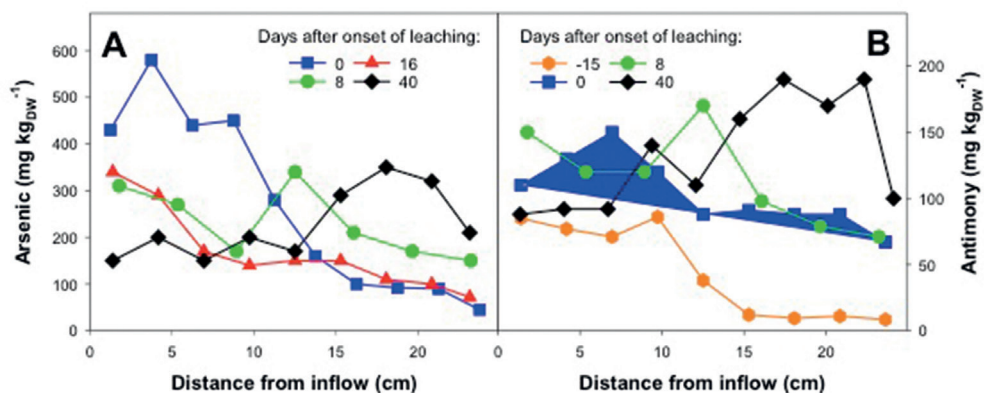 A
Days after onset of leaching:
0 16
8 40
600
500
400
300
200
100
0
Arsenic (mg kgDW-1)
0 5 10 15 20
Distance from inflow (cm)
B
Days after onset of leaching:
-15 8
0 40
200
150
100
50
0
Antimony (mg kgDW-1)
0 5 10 15 20
Distance from inflow (cm)